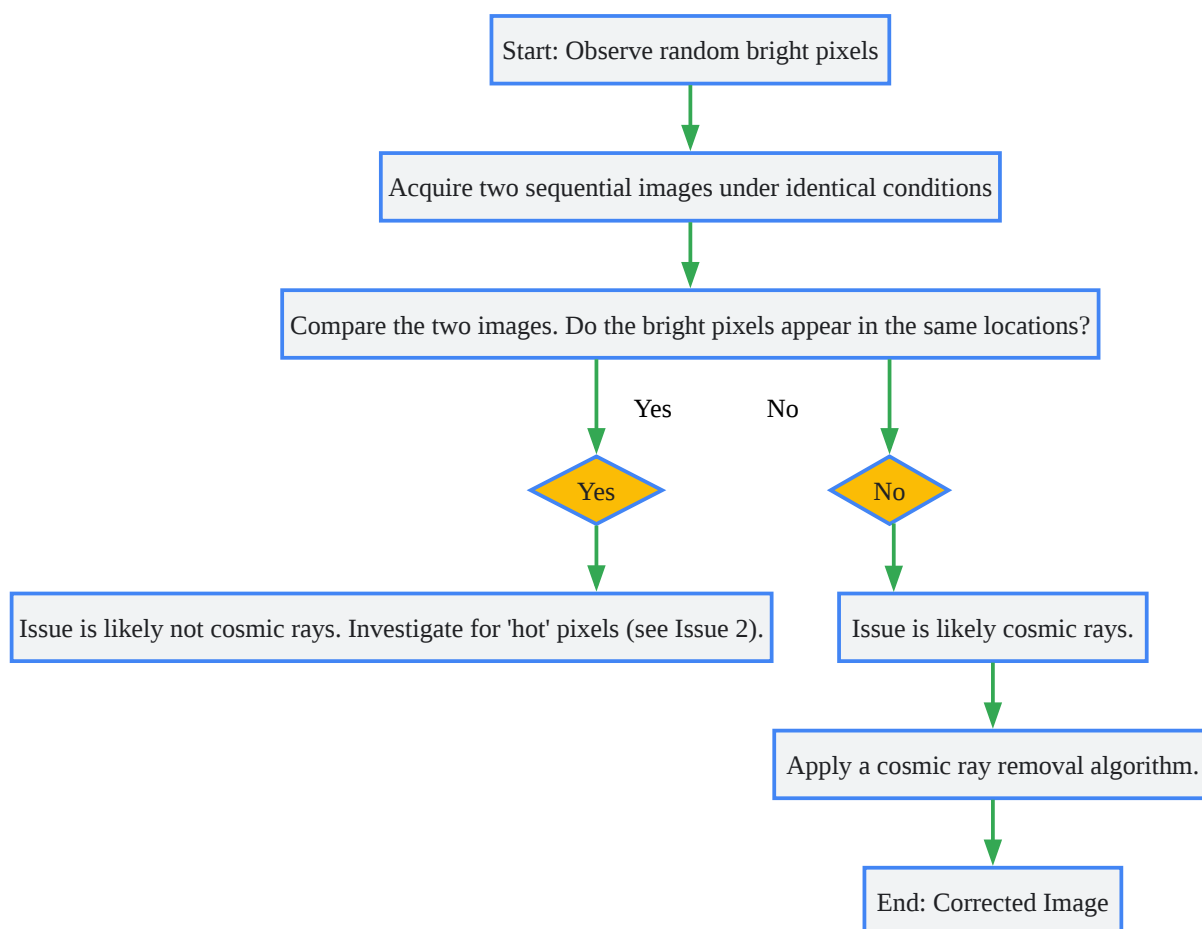 Start: Observe random bright pixels
Acquire two sequential images under identical conditions
Compare the two images. Do the bright pixels appear in the same locations?
Yes
No
Yes
No
Issue is likely not cosmic rays. Investigate for 'hot' pixels (see Issue 2).
Issue is likely cosmic rays.
Apply a cosmic ray removal algorithm.
End: Corrected Image